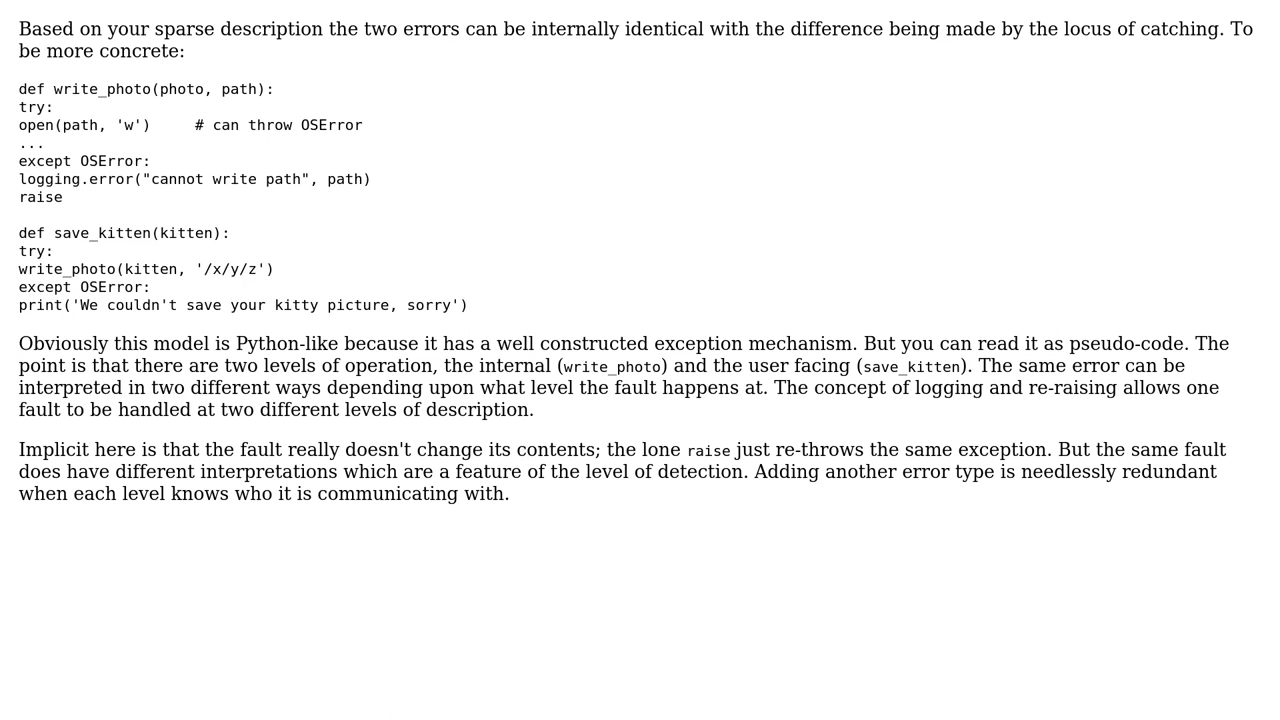 Based on your sparse description the two errors can be internally identical with the difference being made by the locus of catching. To
be more concrete:
def write_photo(photo, path):
try:
open(path, 'w')     # can throw OSError
...
except OSError:
logging.error("cannot write path", path)
raise
def save_kitten(kitten):
try:
write_photo(kitten, '/x/y/z')
except OSError:
print('We couldn't save your kitty picture, sorry')
Obviously this model is Python-like because it has a well constructed exception mechanism. But you can read it as pseudo-code. The
point is that there are two levels of operation, the internal (write_photo) and the user facing (save_kitten). The same error can be
interpreted in two different ways depending upon what level the fault happens at. The concept of logging and re-raising allows one
fault to be handled at two different levels of description.
Implicit here is that the fault really doesn't change its contents; the lone raise just re-throws the same exception. But the same fault
does have different interpretations which are a feature of the level of detection. Adding another error type is needlessly redundant
when each level knows who it is communicating with.